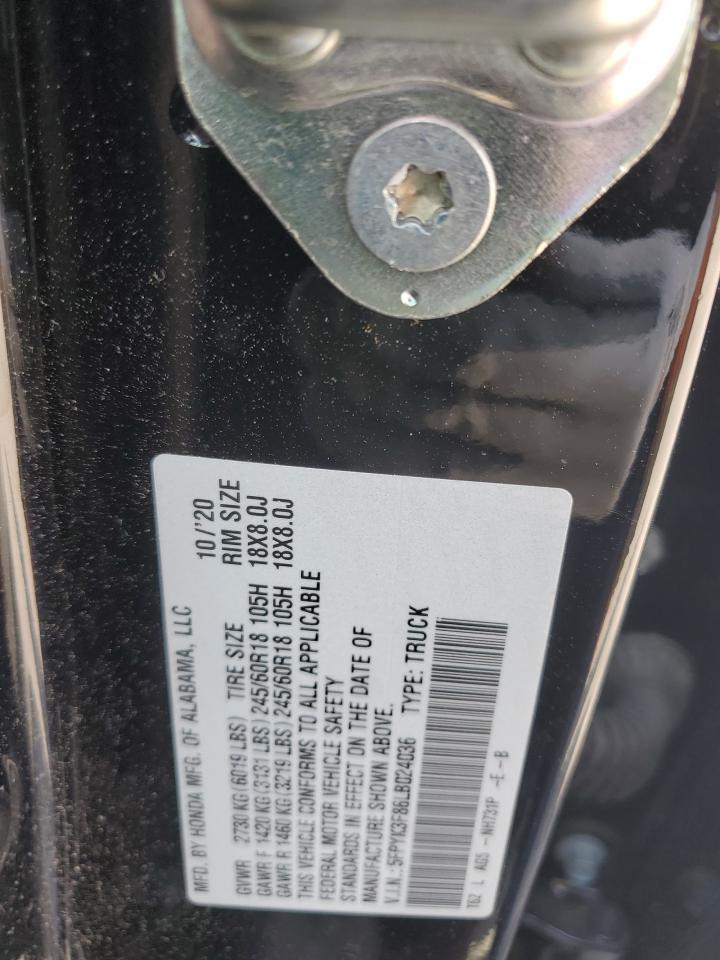 MFD. BY HONDA MFG. OF ALABAMA, LLC 10/'20
GVWR 2730 KG (6019 LBS) TIRE SIZE RIM SIZE
GAWR F 1420 KG (3131 LBS) 245/60R18 105H 18X8.0J
GAWR R 1460 KG (3219 LBS) 245/60R18 105H 18X8.0J
THIS VEHICLE CONFORMS TO ALL APPLICABLE
FEDERAL MOTOR VEHICLE SAFETY
STANDARDS IN EFFECT ON THE DATE OF
MANUFACTURE SHOWN ABOVE.
V.I.N.: 5FPYK3F86LB024036 TYPE: TRUCK
T6Z L AGS -NH731P -E -B